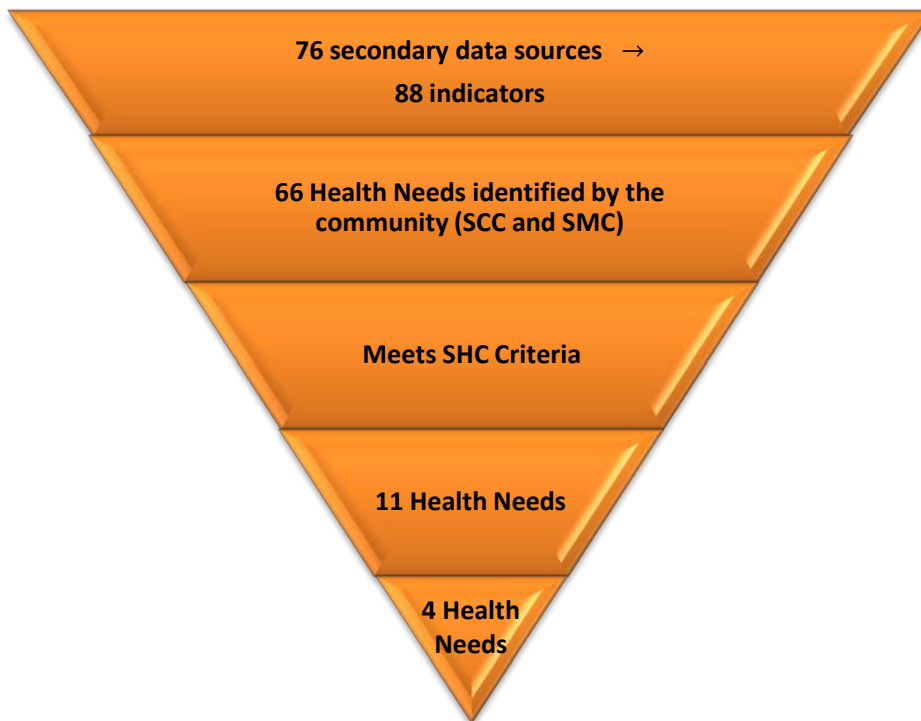 76 secondary data sources →
88 indicators
66 Health Needs identified by the
community (SCC and SMC)
Meets SHC Criteria
11 Health Needs
4 Health
Needs